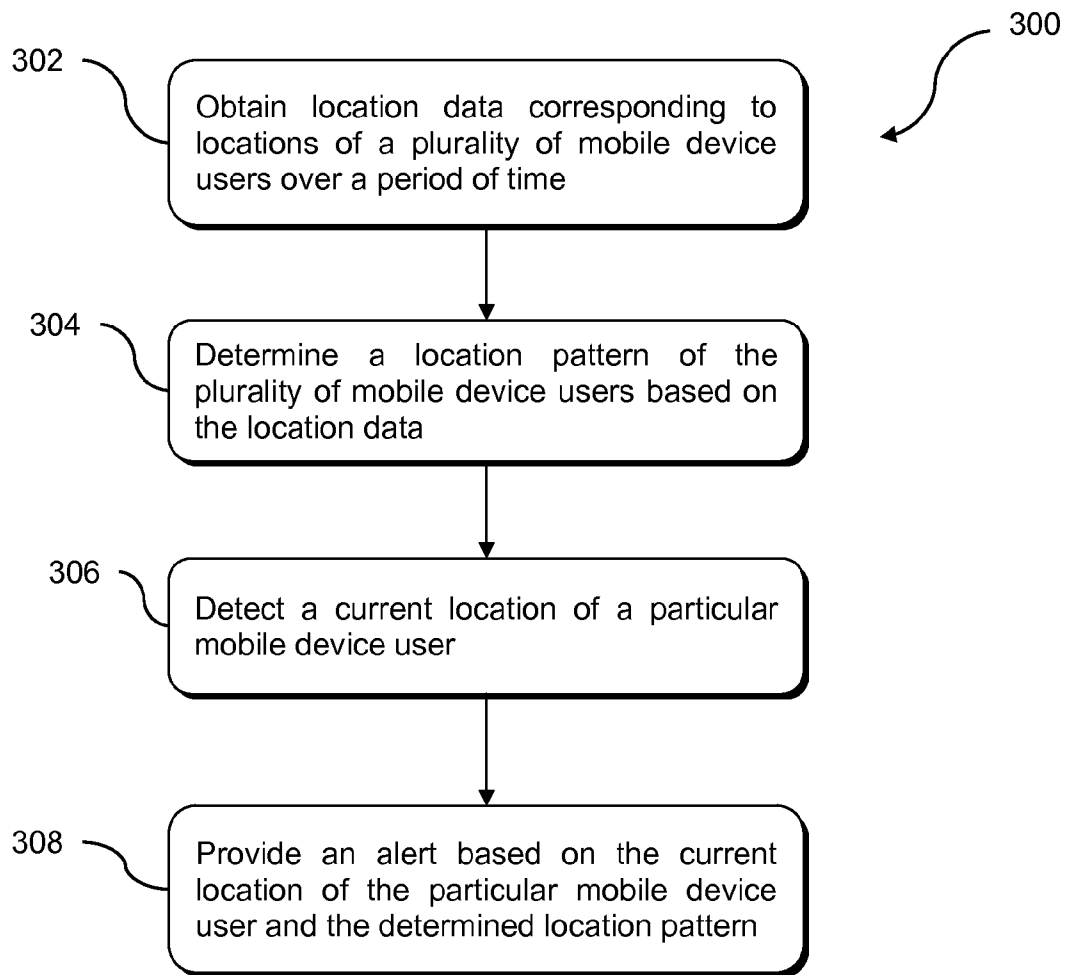 300
302
Obtain location data corresponding to
locations of a plurality of mobile device
users over a period of time
304
Determine a location pattern of the
plurality of mobile device users based on
the location data
306
Detect a current location of a particular
mobile device user
308
Provide an alert based on the current
location of the particular mobile device
user and the determined location pattern